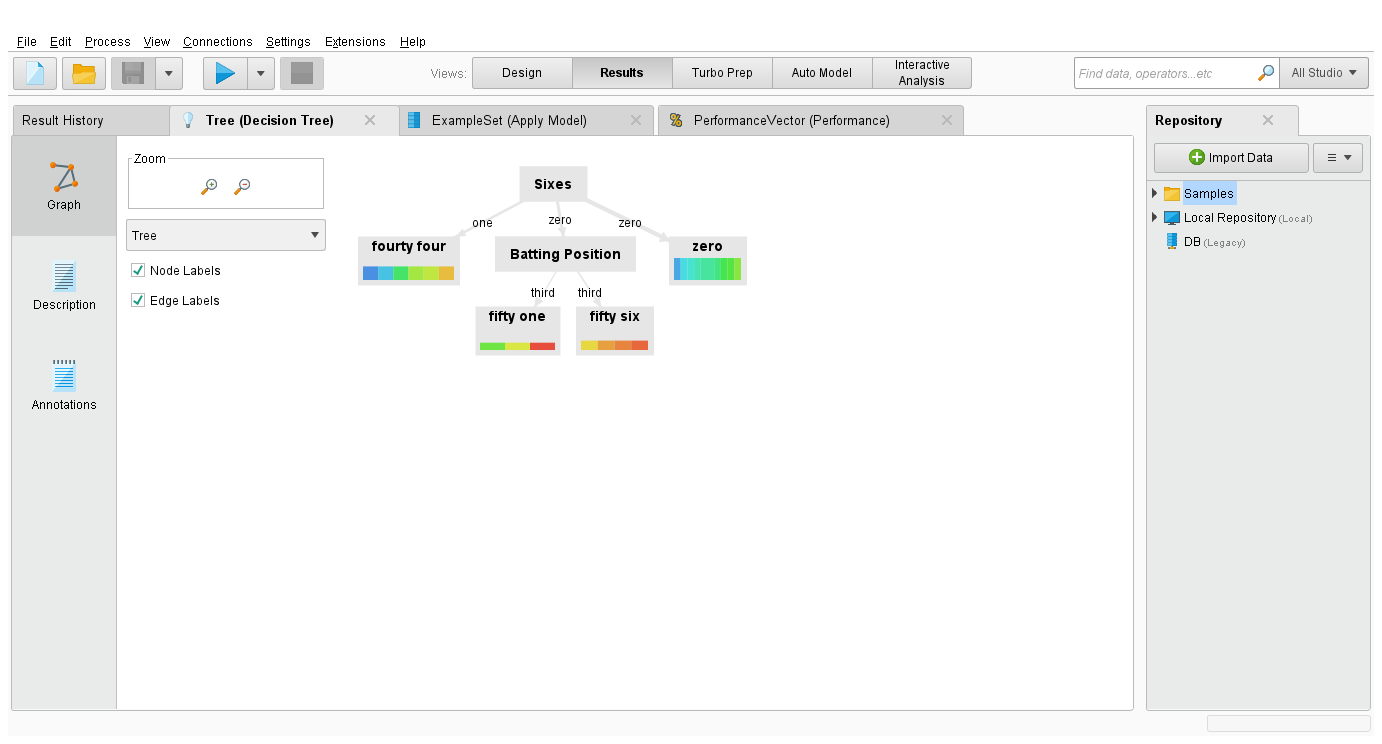 File Edit Process View Connections Settings Extensions Help
Views: Design Results Turbo Prep Auto Model Interactive Analysis
Find data, operators...etc
All Studio
Result History
Tree (Decision Tree)
ExampleSet (Apply Model)
PerformanceVector (Performance)
Repository
Graph
Description
Annotations
Zoom
Tree
Node Labels
Edge Labels
Sixes
one zero zero
fourty four
Batting Position
zero
third third
fifty one
fifty six
Import Data
Samples
Local Repository (Local)
DB (Legacy)